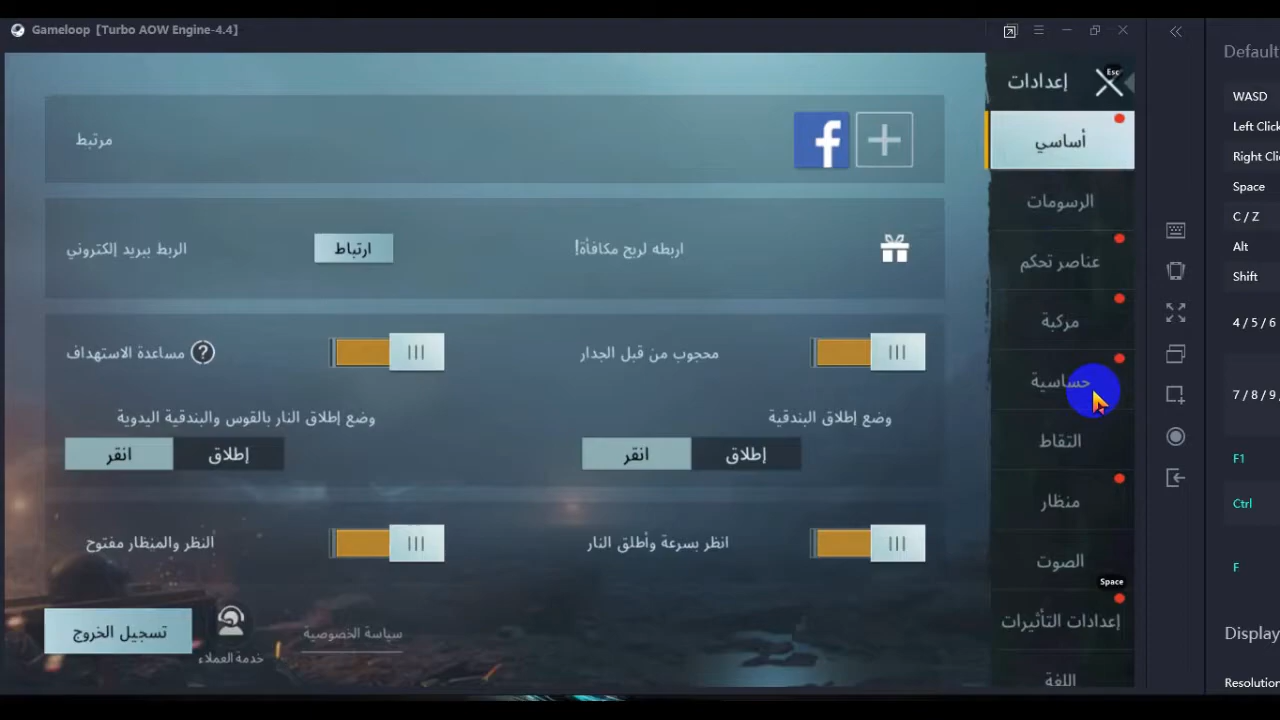 Gameloop [Turbo AOW Engine-4.4]
إعدادات
Esc
أساسي
الرسومات
عناصر تحكم
مركبة
حساسية
التقاط
منظار
الصوت
Space
إعدادات التأثيرات
اللغة
مرتبط
اربطه لربح مكافأة!
ارتباط
الربط ببريد إلكتروني
محجوب من قبل الجدار
مساعدة الاستهداف ?
وضع إطلاق البندقية
وضع إطلاق النار بالقوس والبندقية اليدوية
إطلاق
انقر
إطلاق
انقر
انظر بسرعة وأطلق النار
النظر والمنظار مفتوح
سياسة الخصوصية
خدمة العملاء
تسجيل الخروج
Default
WASD
Left Click
Right Cli
Space
C / Z
Alt
Shift
4 / 5 / 6
7 / 8 / 9
F1
Ctrl
F
Display
Resolution